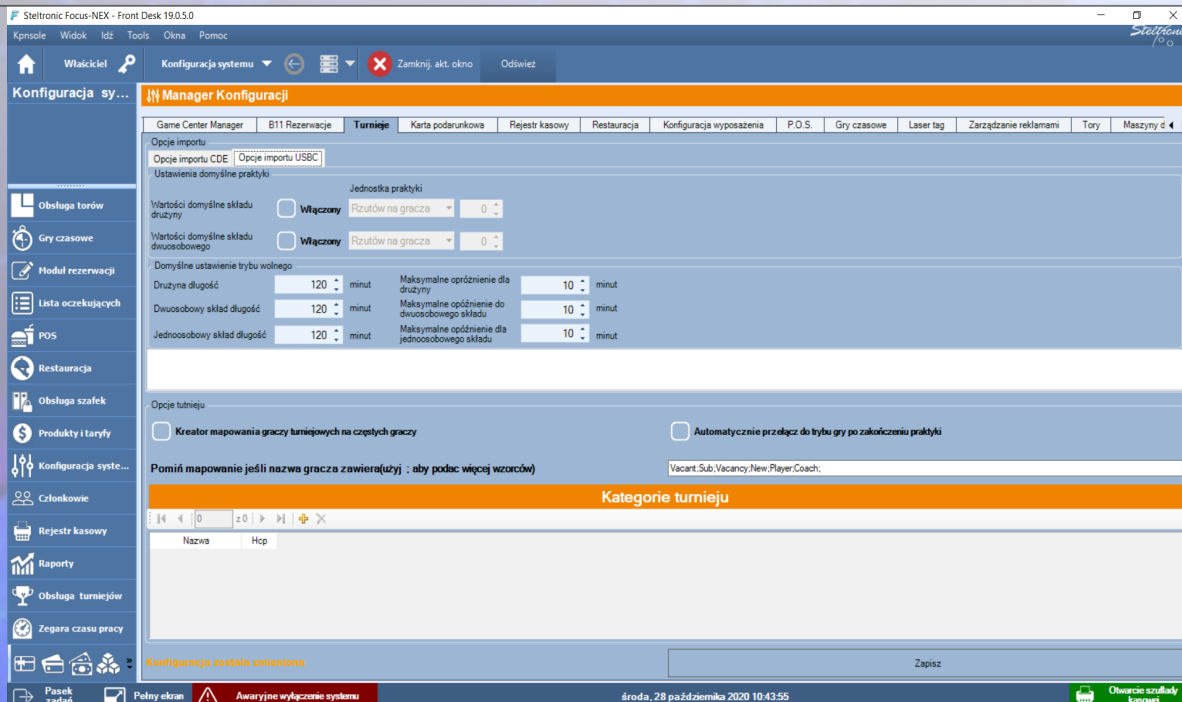 Steltronic Focus-NEX - Front Desk 19.0.5.0
Kpnsole Widok Idź Tools Okna Pomoc
Steltronic
Właściciel Konfiguracja systemu Zamknij. akt. okno Odśwież
Konfiguracja sy... Manager Konfiguracji
Game Center Manager B11 Rezerwacje Turnieje Karta podarunkowa Rejestr kasowy Restauracja Konfiguracja wyposażenia P.O.S. Gry czasowe Laser tag Zarządzanie reklamami Tory Maszyny d
Opcje importu
Opcje importu CDE Opcje importu USBC
Ustawienia domyślne praktyki
Jednostka praktyki
Wartości domyślne składu drużyny Włączony Rzutów na gracza 0
Wartości domyślne składu dwuosobowego Włączony Rzutów na gracza 0
Domyślne ustawienie trybu wolnego
Drużyna długość 120 minut Maksymalne opróżnienie dla drużyny 10 minut
Dwuosobowy skład długość 120 minut Maksymalne opóźnienie do dwuosobowego składu 10 minut
Jednoosobowy skład długość 120 minut Maksymalne opóźnienie dla jednoosobowego składu 10 minut
Opcje tutnieju
Kreator mapowania graczy turniejowych na częstych graczy Automatycznie przełącz do trybu gry po zakończeniu praktyki
Pomiń mapowanie jeśli nazwa gracza zawiera(użyj ; aby podac więcej wzorców) Vacant;Sub;Vacancy;New;Player;Coach;
Kategorie turnieju
0 z 0
Nazwa Hcp
Obsługa torów
Gry czasowe
Moduł rezerwacji
Lista oczekujących
POS
Restauracja
Obsługa szafek
Produkty i taryfy
Konfiguracja syste...
Członkowie
Rejestr kasowy
Raporty
Obsługa turniejów
Zegara czasu pracy
Konfiguracja została zmieniona Zapisz
Pasek zadań Pełny ekran Awaryjne wyłączenie systemu środa, 28 października 2020 10:43:55 Otwarcie szuflady kasowej